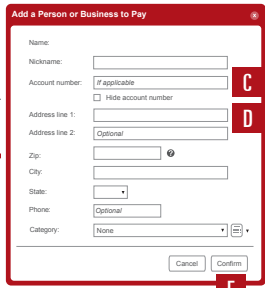 Add a Person or Business to Pay
Name:
Nickname:
Account number: If applicable
C
Hide account number
Address line 1:
D
Address line 2: Optional
Zip:
City:
State:
Phone: Optional
Category: None
Cancel Confirm